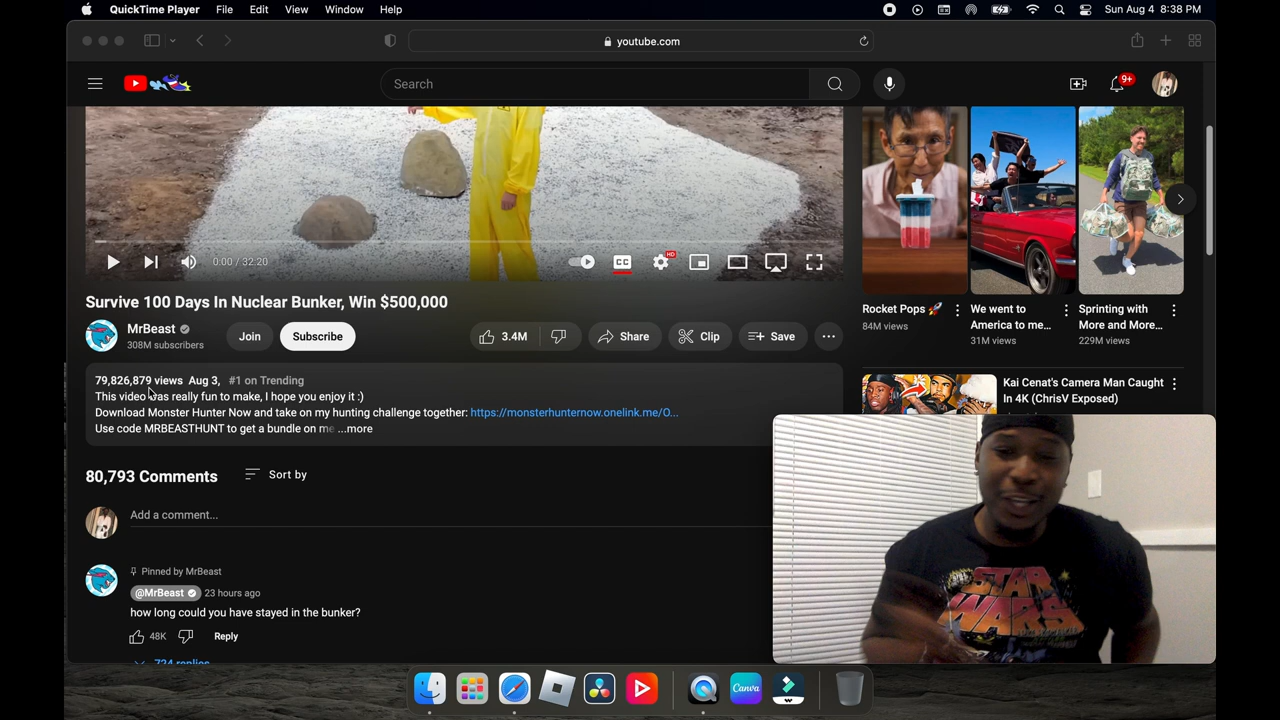 QuickTime Player File Edit View Window Help
Sun Aug 4 8:38 PM
youtube.com
Search
9+
0:00 / 32:20
CC
HD
Survive 100 Days In Nuclear Bunker, Win $500,000
MrBeast
308M subscribers
Join
Subscribe
3.4M
Share
Clip
Save
79,826,879 views Aug 3, #1 on Trending
This video was really fun to make, I hope you enjoy it :)
Download Monster Hunter Now and take on my hunting challenge together: https://monsterhunternow.onelink.me/O...
Use code MRBEASTHUNT to get a bundle on me ...more
80,793 Comments
Sort by
Add a comment...
Pinned by MrBeast
@MrBeast 23 hours ago
how long could you have stayed in the bunker?
48K
Reply
724 replies
Rocket Pops 🚀
84M views
We went to
America to me...
31M views
Sprinting with
More and More...
229M views
Kai Cenat's Camera Man Caught
In 4K (ChrisV Exposed)
STAR
WARS
Canva